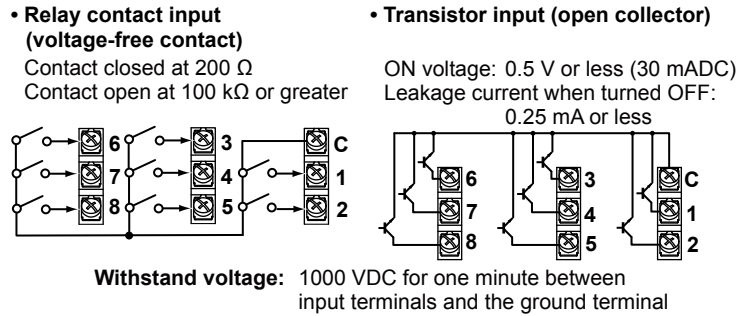 • Relay contact input
(voltage-free contact)
Contact closed at 200 Ω
Contact open at 100 kΩ or greater
6 3 C
7 4 1
8 5 2
• Transistor input (open collector)
ON voltage: 0.5 V or less (30 mADC)
Leakage current when turned OFF:
0.25 mA or less
6 3 C
7 4 1
8 5 2
Withstand voltage: 1000 VDC for one minute between
input terminals and the ground terminal